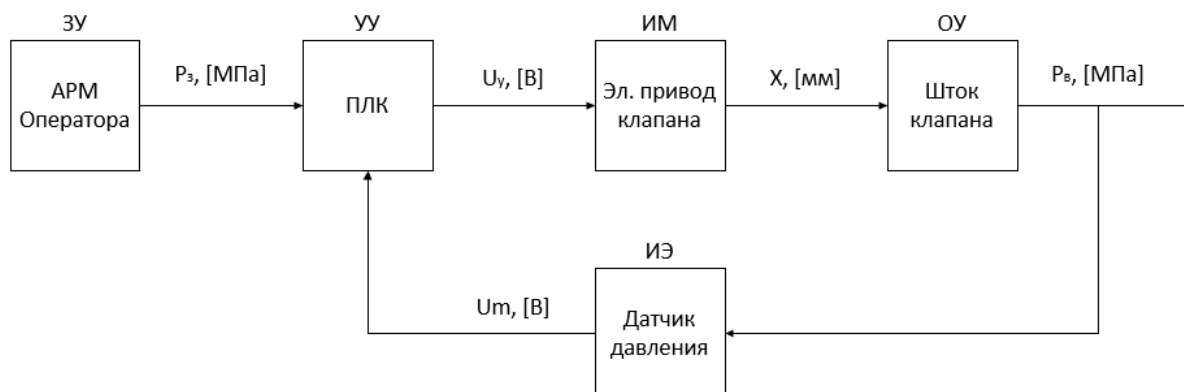 ЗУ
УУ
ИМ
ОУ
АРМ
Оператора
Pз, [МПа]
ПЛК
Uу, [В]
Эл. привод
клапана
X, [мм]
Шток
клапана
Pв, [МПа]
ИЭ
Um, [В]
Датчик
давления